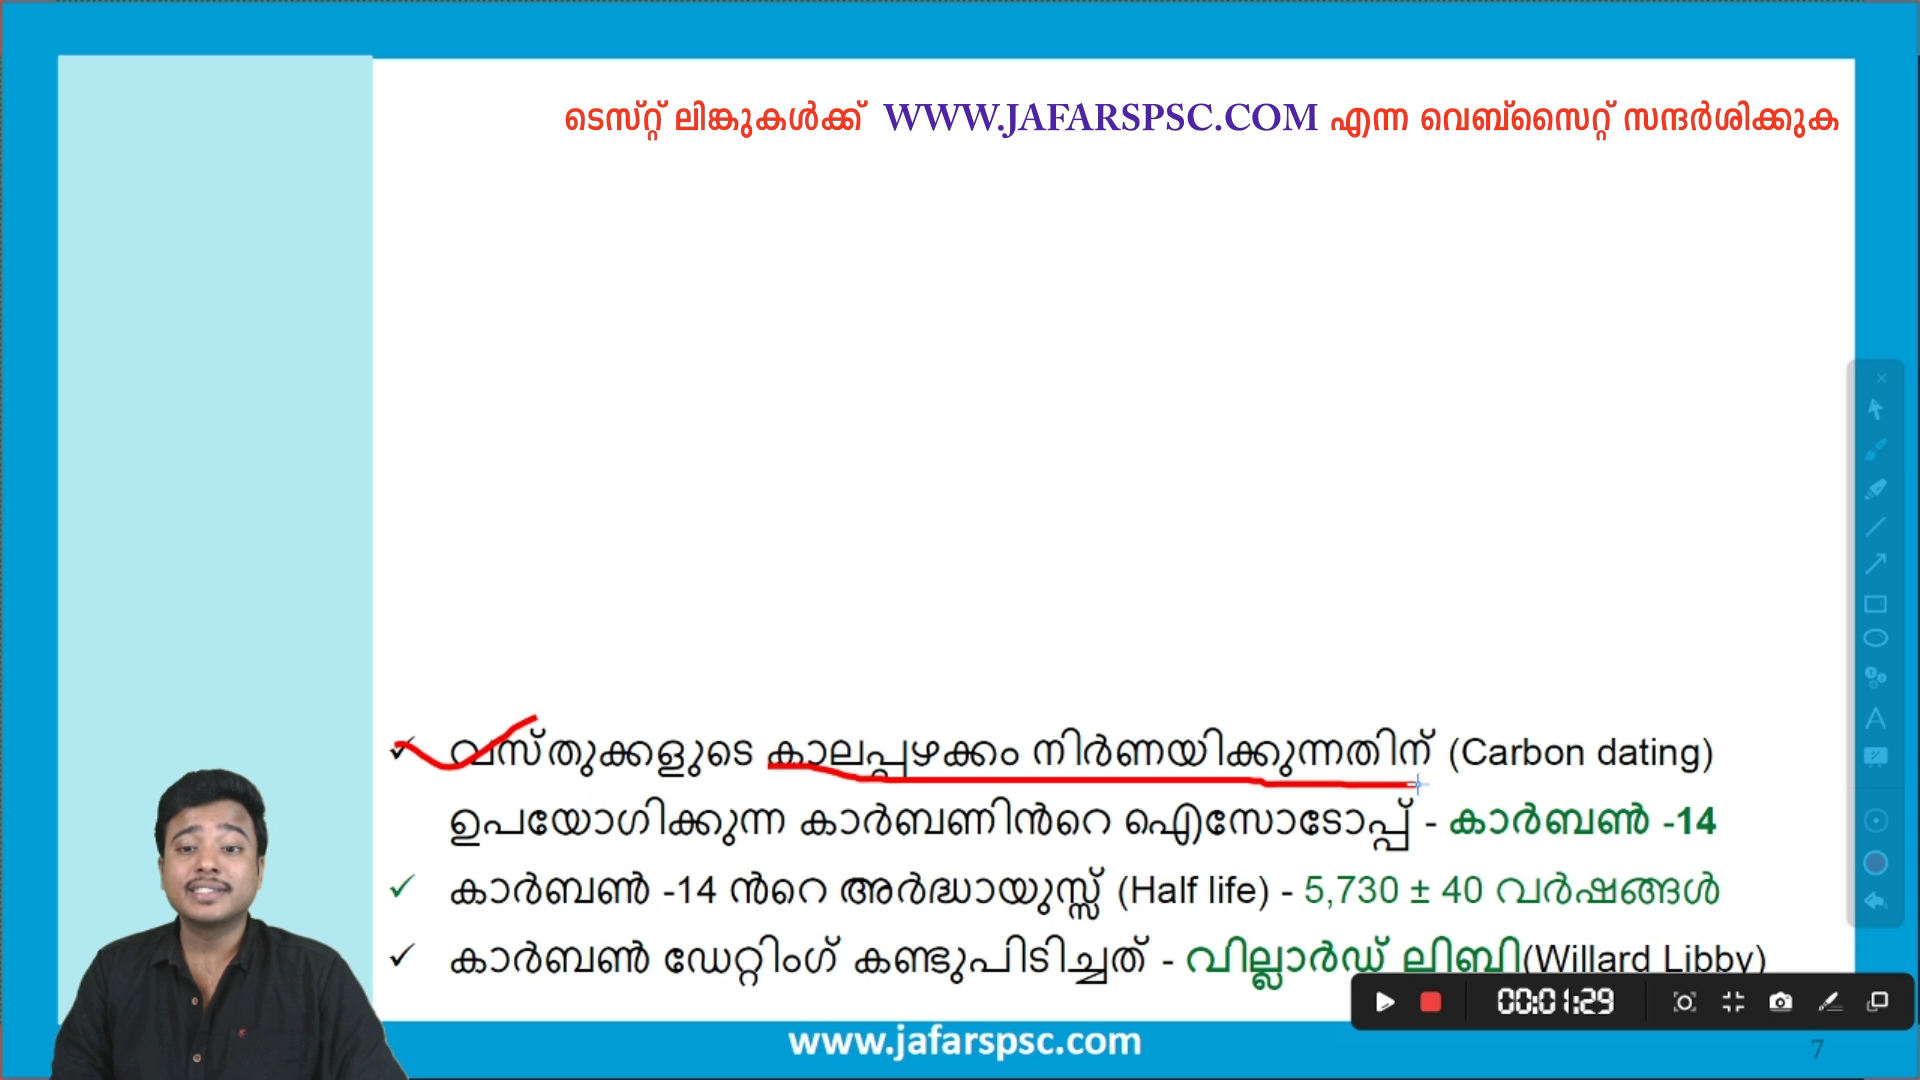 ടെസ്റ്റ് ലിങ്കുകൾക്ക് WWW.JAFARSPSC.COM എന്ന വെബ്സൈറ്റ് സന്ദർശിക്കുക
വസ്തുക്കളുടെ കാലപ്പഴക്കം നിർണയിക്കുന്നതിന് (Carbon dating)
ഉപയോഗിക്കുന്ന കാർബണിൻറെ ഐസോടോപ്പ് - കാർബൺ -14
കാർബൺ -14 ൻറെ അർദ്ധായുസ്സ് (Half life) - 5,730 ± 40 വർഷങ്ങൾ
കാർബൺ ഡേറ്റിംഗ് കണ്ടുപിടിച്ചത് - വില്ലാർഡ് ലിബി(Willard Libby)
00:01:29
www.jafarspsc.com
7